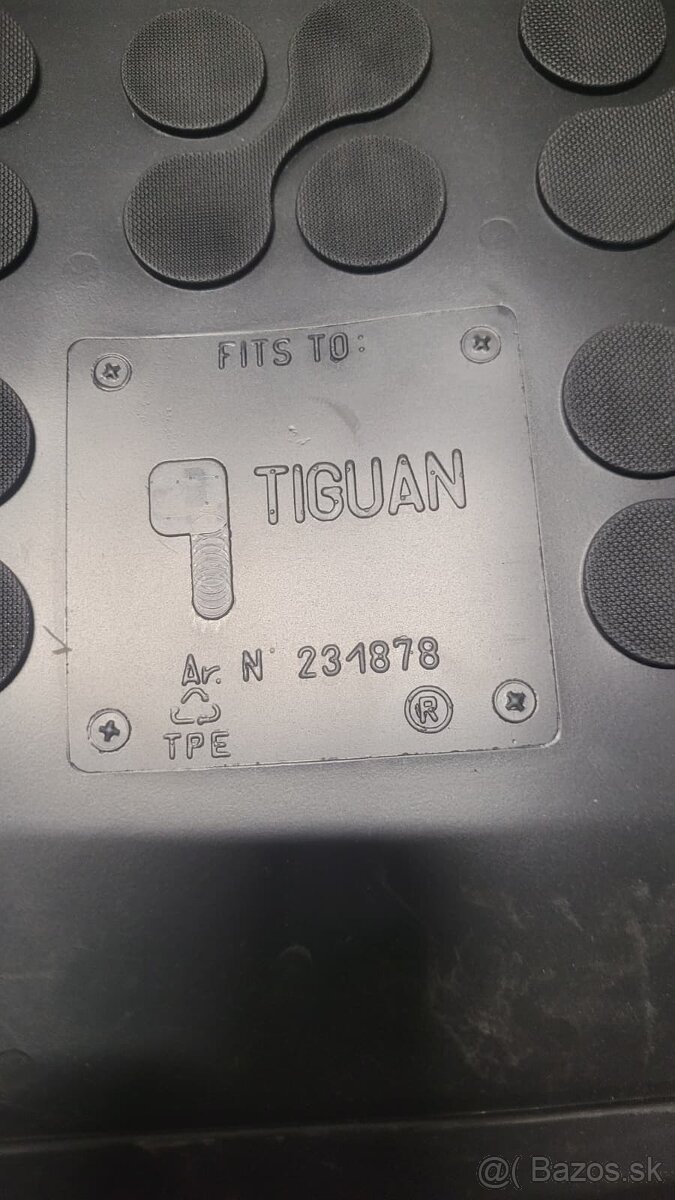 FITS TO:
TIGUAN
Ar. N° 231878
®
TPE
@( Bazos.sk